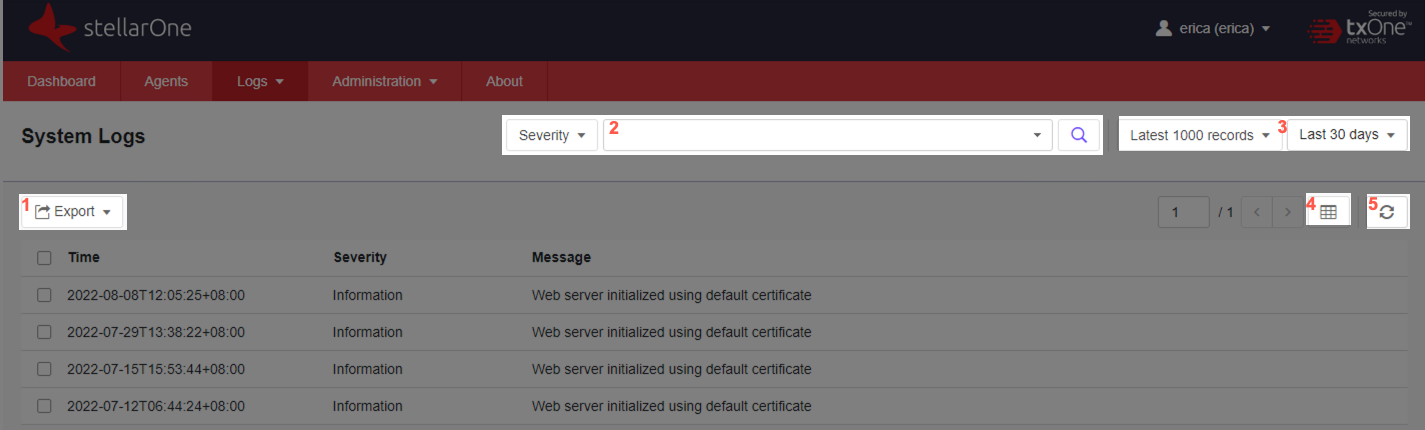 stellarOne
erica (erica)
Secured by
txOne™
networks
Dashboard Agents Logs Administration About
System Logs
Severity 2
Latest 1000 records 3 Last 30 days
1 Export
1 / 1 < > 4 5
Time Severity Message
2022-08-08T12:05:25+08:00 Information Web server initialized using default certificate
2022-07-29T13:38:22+08:00 Information Web server initialized using default certificate
2022-07-15T15:53:44+08:00 Information Web server initialized using default certificate
2022-07-12T06:44:24+08:00 Information Web server initialized using default certificate